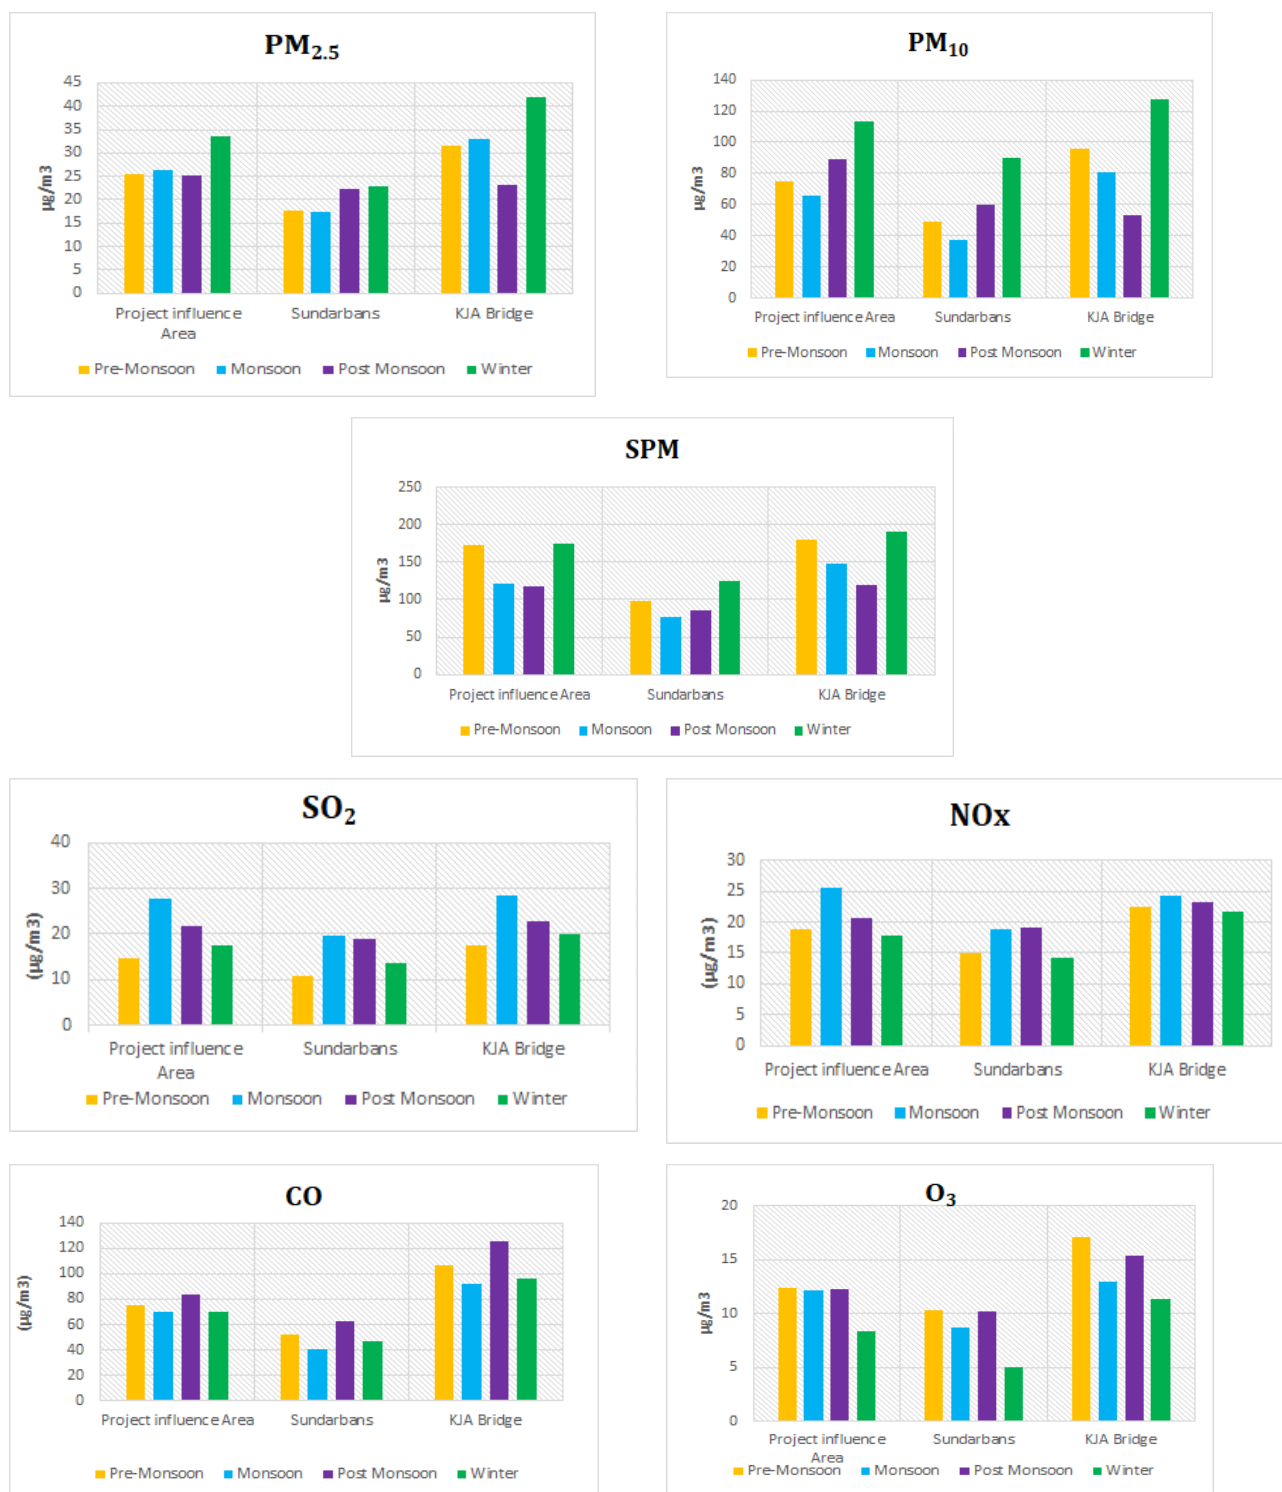 PM2.5
45
40
35
30
25
20
15
10
5
0
µg/m3
Project influence Area
Sundarbans
KJA Bridge
Pre-Monsoon Monsoon Post Monsoon Winter
PM10
140
120
100
80
60
40
20
0
µg/m3
Project influence Area
Sundarbans
KJA Bridge
Pre-Monsoon Monsoon Post Monsoon Winter
SPM
250
200
150
100
50
0
µg/m3
Project influence Area
Sundarbans
KJA Bridge
Pre-Monsoon Monsoon Post Monsoon Winter
SO2
40
30
20
10
0
(µg/m3)
Project influence
Area
Sundarbans
KJA Bridge
Pre-Monsoon Monsoon Post Monsoon Winter
NOx
30
25
20
15
10
5
0
(µg/m3)
Project influence Area
Sundarbans
KJA Bridge
Pre-Monsoon Monsoon Post Monsoon Winter
CO
140
120
100
80
60
40
20
0
(µg/m3)
Project influence Area
Sundarbans
KJA Bridge
Pre-Monsoon Monsoon Post Monsoon Winter
O3
20
15
10
5
0
µg/m3
Project influence
Area
Sundarbans
KJA Bridge
Pre-Monsoon Monsoon Post Monsoon Winter